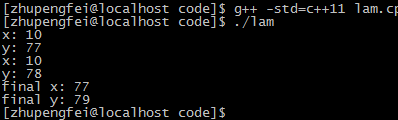 [zhupengfei@localhost code]$ g++ -std=c++11 lam.cp
[zhupengfei@localhost code]$ ./lam
x: 10
y: 77
x: 10
y: 78
final x: 77
final y: 79
[zhupengfei@localhost code]$